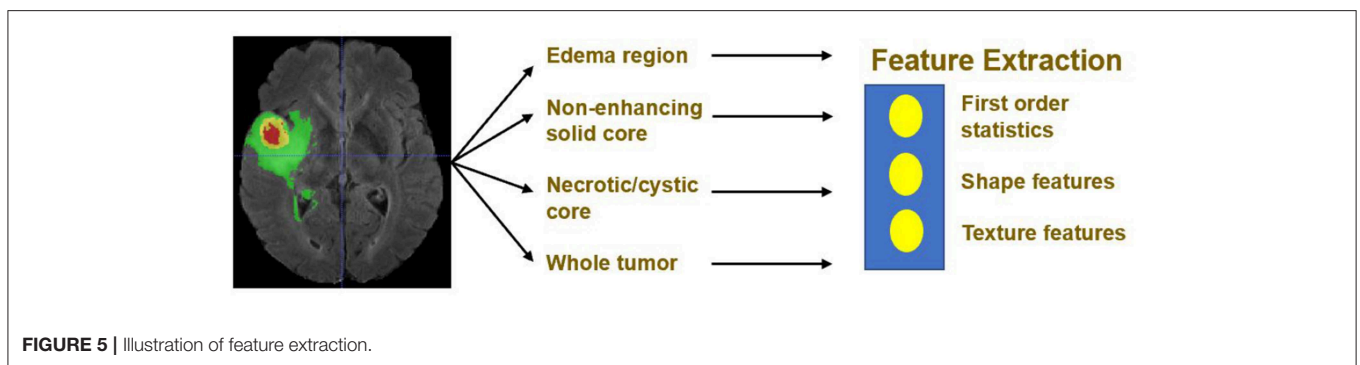 Edema region
Non-enhancing
solid core
Necrotic/cystic
core
Whole tumor
Feature Extraction
First order
statistics
Shape features
Texture features
FIGURE 5 | Illustration of feature extraction.